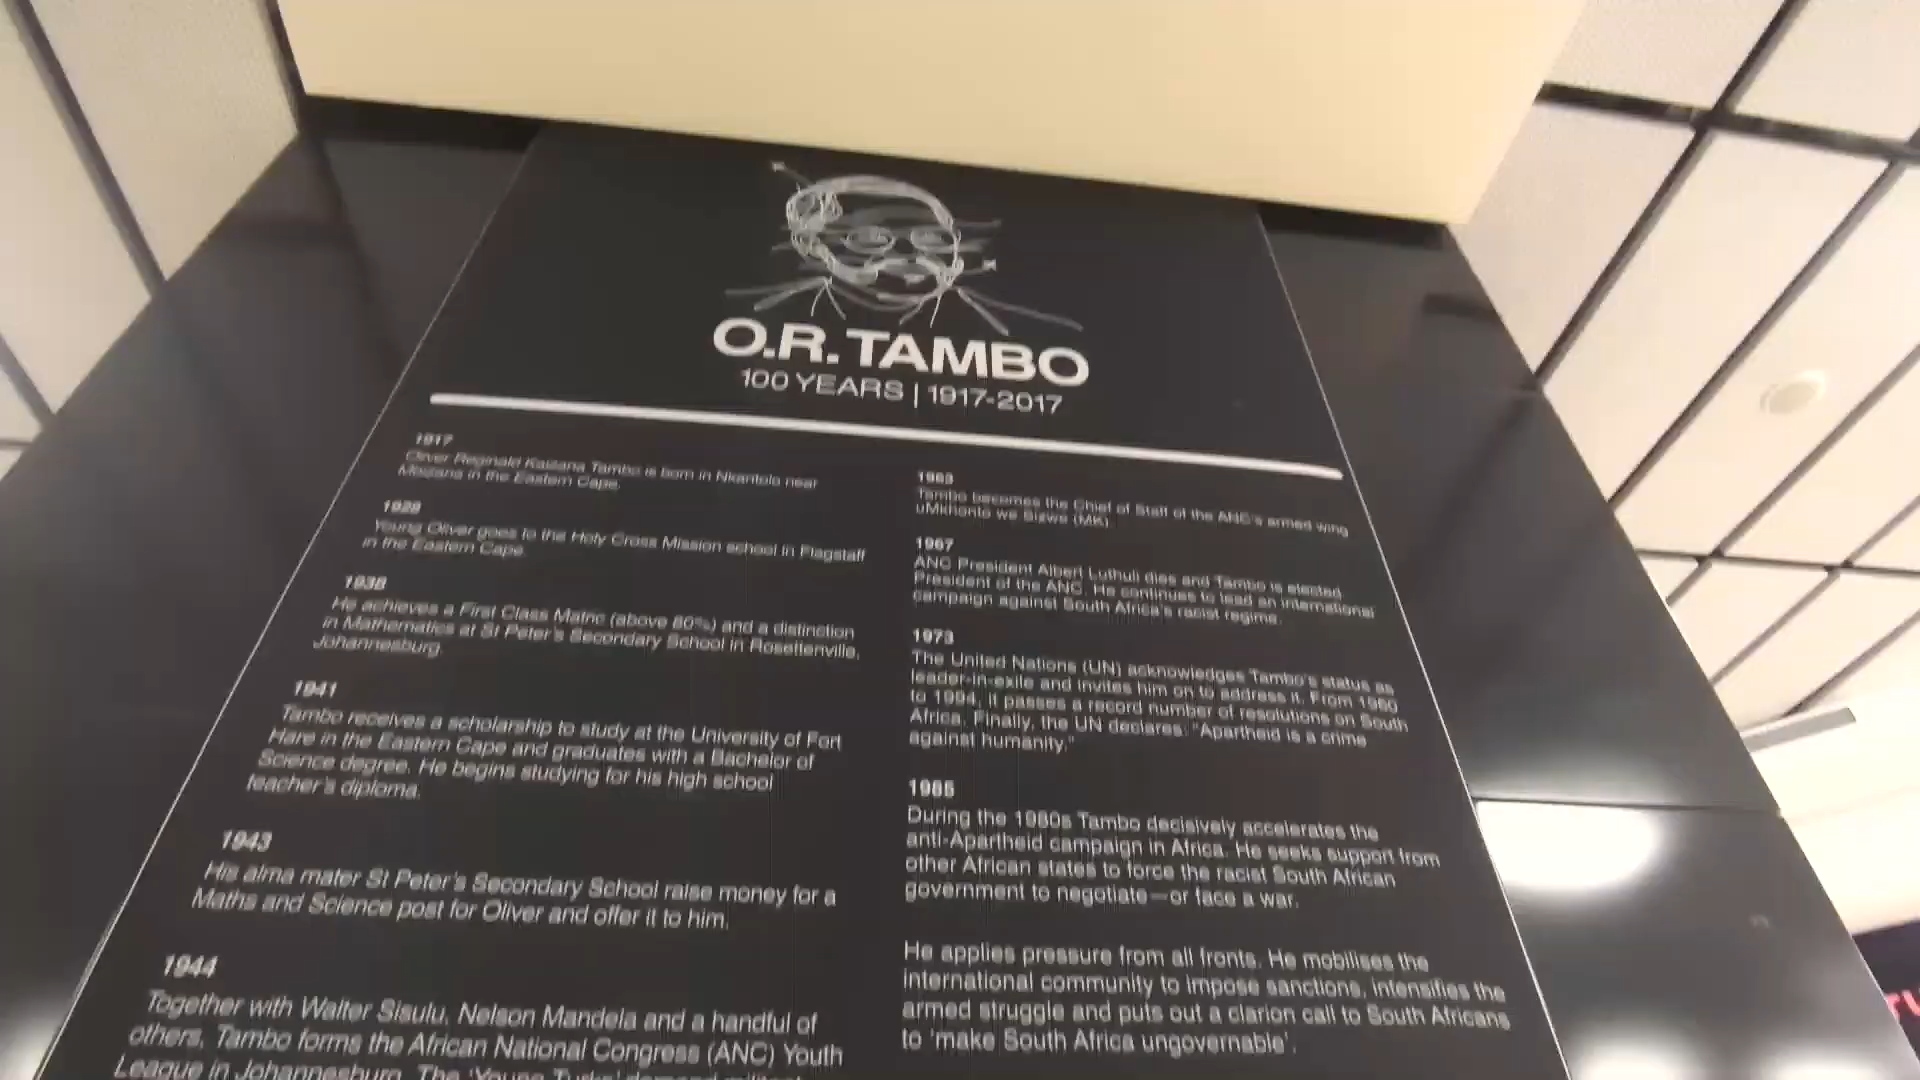 O.R. TAMBO
100 YEARS | 1917-2017
1917
Oliver Reginald Kaizana Tambo is born in Nkantolo near
in the Eastern Cape.
1929
Young Oliver goes to the Holy Cross Mission school in Flagstaff
in the Eastern Cape.
1938
He achieves a First Class Matric (above 80%) and a distinction
in Mathematics at St Peter's Secondary School in Rosettenville,
Johannesburg.
1941
Tambo receives a scholarship to study at the University of Fort
Hare in the Eastern Cape and graduates with a Bachelor of
Science degree. He begins studying for his high school
teacher's diploma.
1943
His alma mater St Peter's Secondary School raise money for a
Maths and Science post for Oliver and offer it to him.
1944
Together with Walter Sisulu, Nelson Mandela and a handful of
others, Tambo forms the African National Congress (ANC) Youth
League in Johannesburg. The 'Young Turks' demand
1963
Tambo becomes the Chief of Staff of the ANC's armed wing
uMkhonto we Sizwe (MK)
1967
ANC President Albert Luthuli dies and Tambo is elected
President of the ANC. He continues to lead an international
campaign against South Africa's racist regime.
1973
The United Nations (UN) acknowledges Tambo's status as
leader-in-exile and invites him on to address it. From 1960
to 1994, it passes a record number of resolutions on South
Africa. Finally, the UN declares: "Apartheid is a crime
against humanity."
1985
During the 1980s Tambo decisively accelerates the
anti-Apartheid campaign in Africa. He seeks support from
other African states to force the racist South African
government to negotiate—or face a war.
He applies pressure from all fronts. He mobilises the
international community to impose sanctions, intensifies the
armed struggle and puts out a clarion call to South Africans
to 'make South Africa ungovernable'.